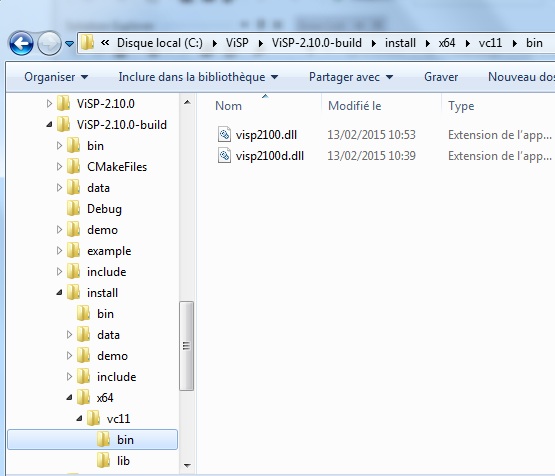 Disque local (C:) ViSP ViSP-2.10.0-build install x64 vc11 bin
Organiser Inclure dans la bibliothèque Partager avec Graver Nouveau dos
Nom Modifié le Type
visp2100.dll 13/02/2015 10:53 Extension de l'app...
visp2100d.dll 13/02/2015 10:39 Extension de l'app...
ViSP-2.10.0
ViSP-2.10.0-build
bin
CMakeFiles
data
Debug
demo
example
include
install
bin
data
demo
include
x64
vc11
bin
lib